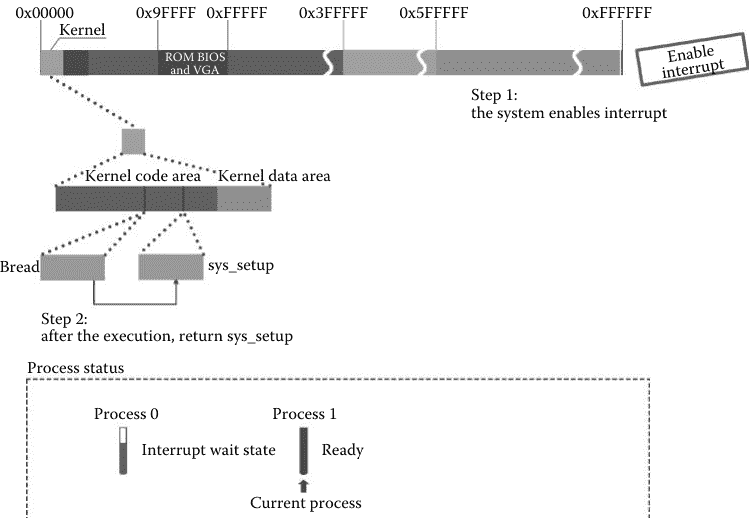 0x00000 0x9FFFF 0xFFFFF 0x3FFFFF 0x5FFFFF 0xFFFFFF
Kernel
ROM BIOS
and VGA
Enable
interrupt
Step 1:
the system enables interrupt
Kernel code area Kernel data area
Bread sys_setup
Step 2:
after the execution, return sys_setup
Process status
Process 0 Process 1
Interrupt wait state Ready
Current process